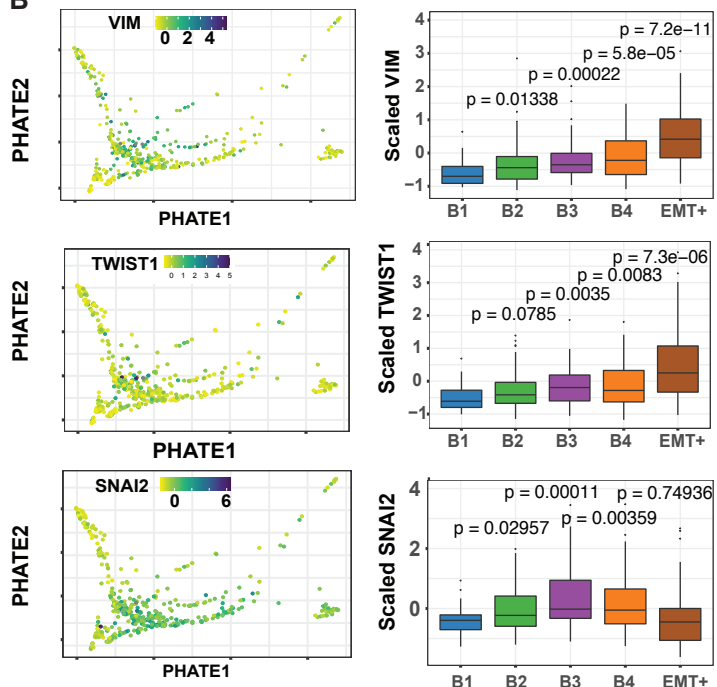 B
VIM
0 2 4
PHATE2
PHATE1
Scaled VIM
4
3
2
1
0
−1
p = 7.2e−11
p = 5.8e−05
p = 0.00022
p = 0.01338
B1 B2 B3 B4 EMT+
TWIST1
0 1 2 3 4 5
PHATE2
PHATE1
Scaled TWIST1
4
3
2
1
0
−1
p = 7.3e−06
p = 0.0083
p = 0.0035
p = 0.0785
B1 B2 B3 B4 EMT+
SNAI2
0 6
PHATE2
PHATE1
Scaled SNAI2
4
2
0
p = 0.00011 p = 0.74936
p = 0.02957 p = 0.00359
B1 B2 B3 B4 EMT+